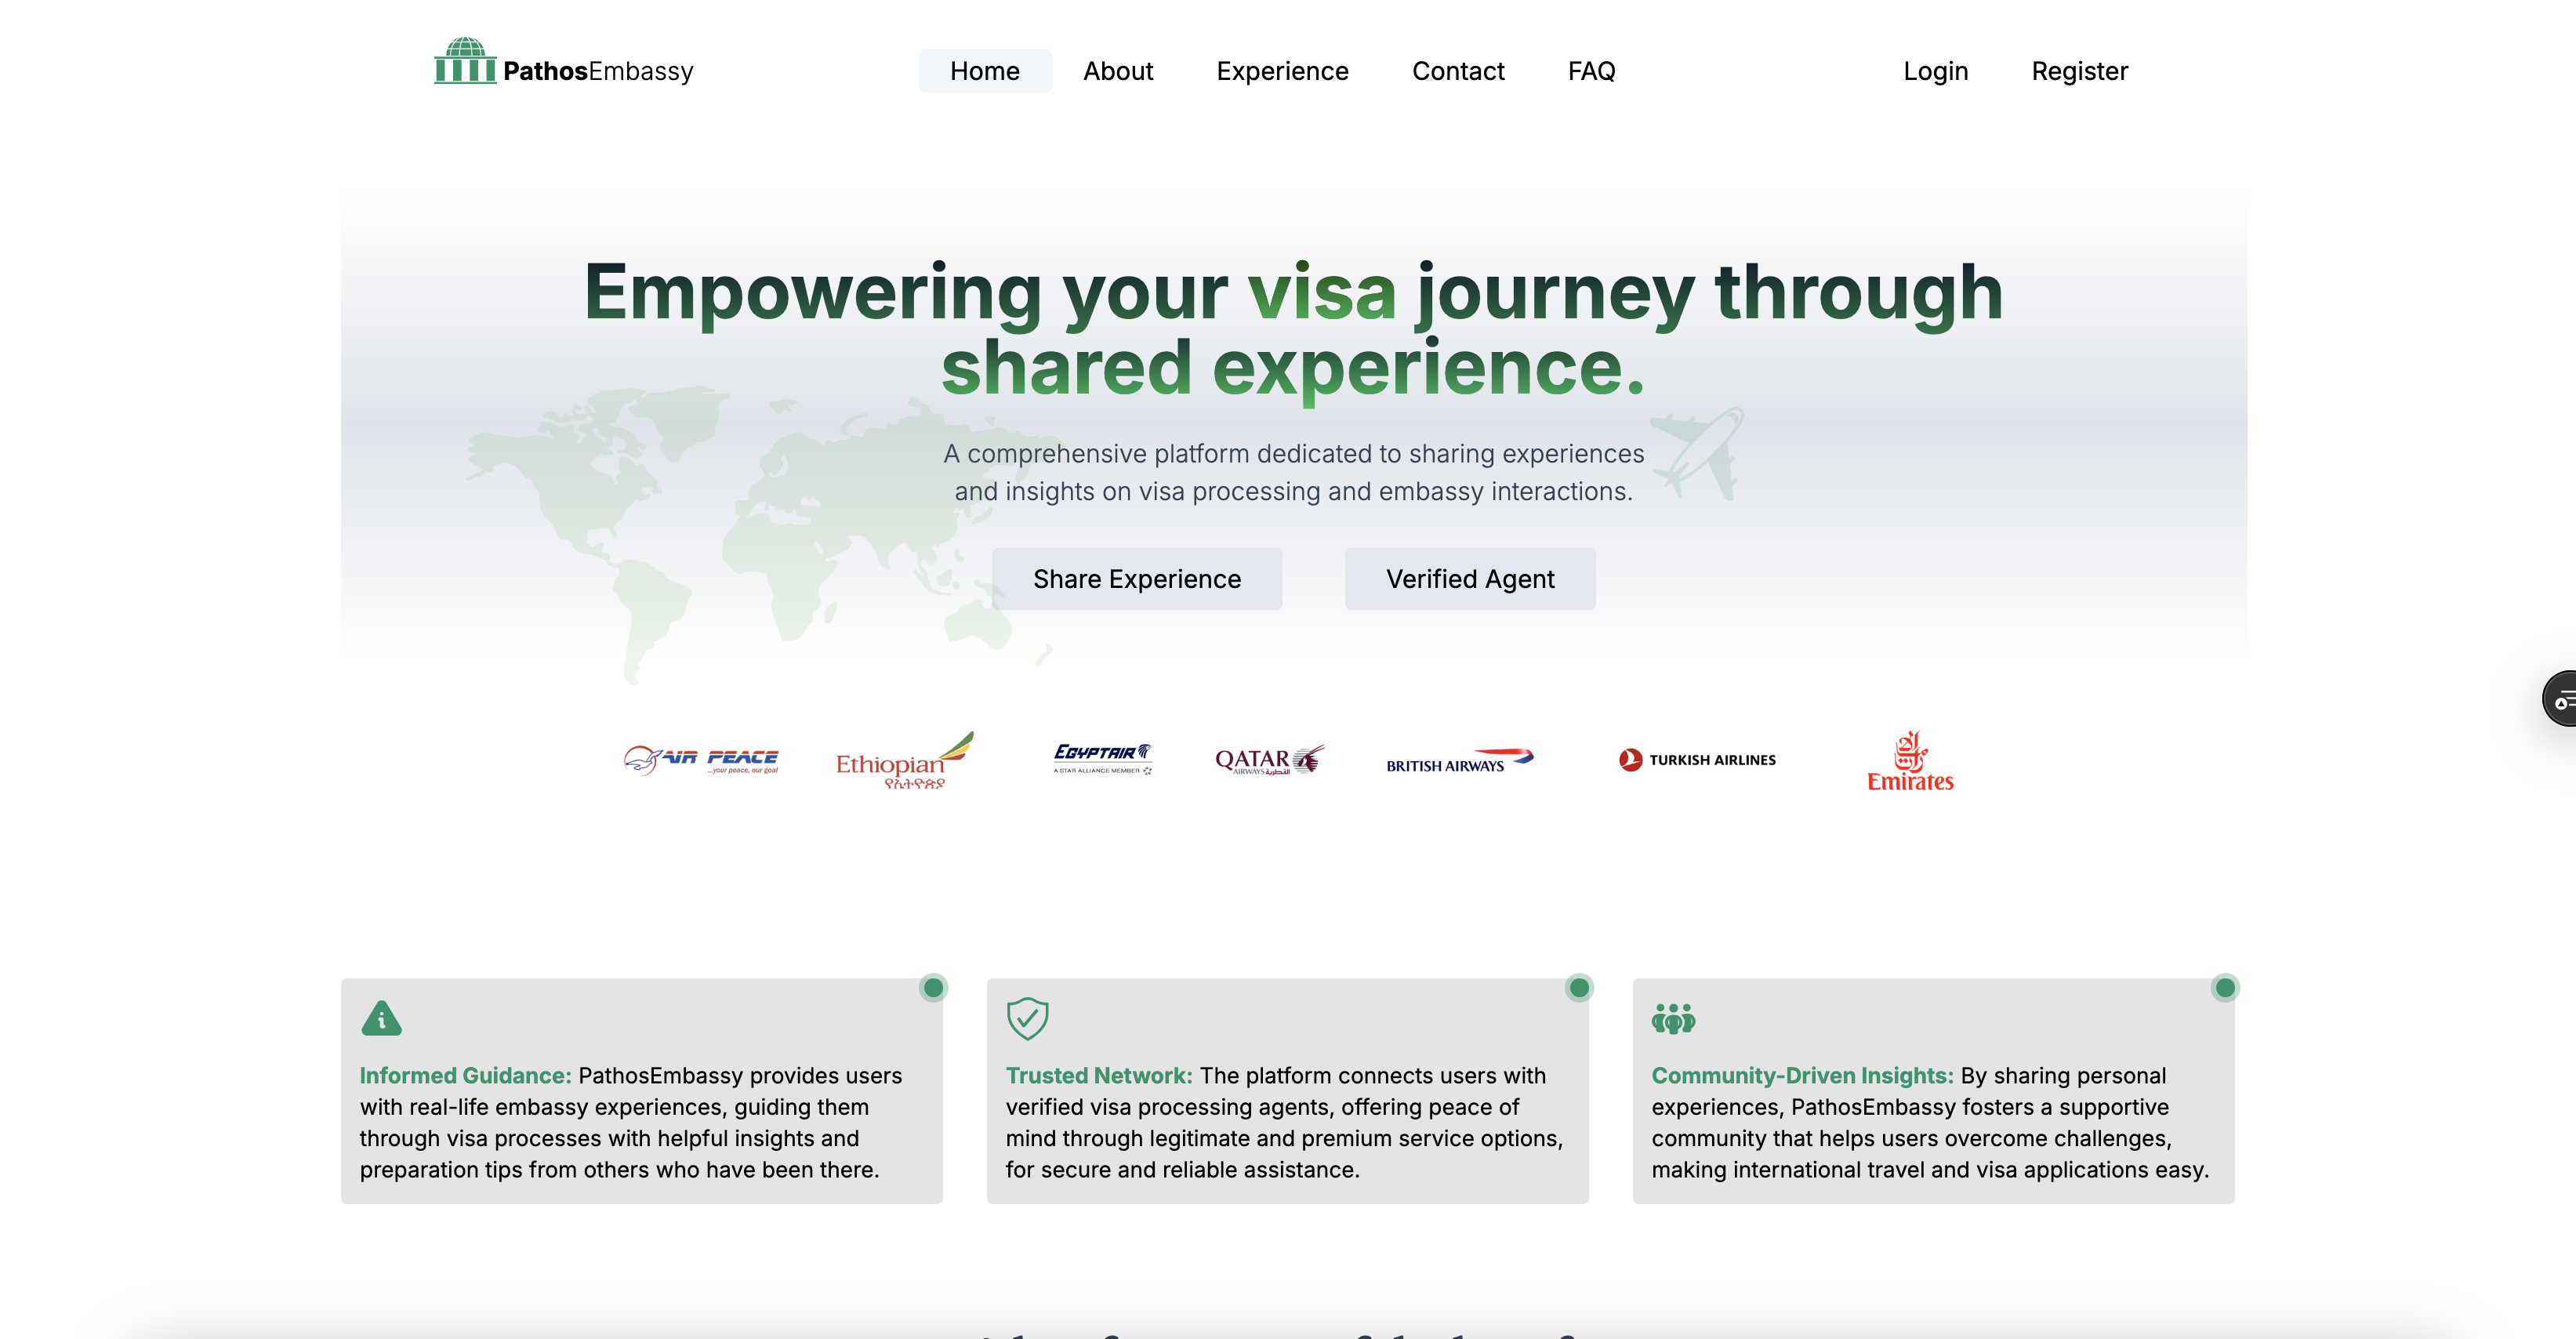 PathosEmbassy
Home
About
Experience
Contact
FAQ
Login
Register
Empowering your visa journey through
shared experience.
A comprehensive platform dedicated to sharing experiences
and insights on visa processing and embassy interactions.
Share Experience
Verified Agent
AIR PEACE
...your peace, our goal
Ethiopian
የኢትዮጵያ
EGYPTAIR
A STAR ALLIANCE MEMBER
QATAR
AIRWAYS القطرية
BRITISH AIRWAYS
TURKISH AIRLINES
Emirates
Informed Guidance: PathosEmbassy provides users
with real-life embassy experiences, guiding them
through visa processes with helpful insights and
preparation tips from others who have been there.
Trusted Network: The platform connects users with
verified visa processing agents, offering peace of
mind through legitimate and premium service options,
for secure and reliable assistance.
Community-Driven Insights: By sharing personal
experiences, PathosEmbassy fosters a supportive
community that helps users overcome challenges,
making international travel and visa applications easy.